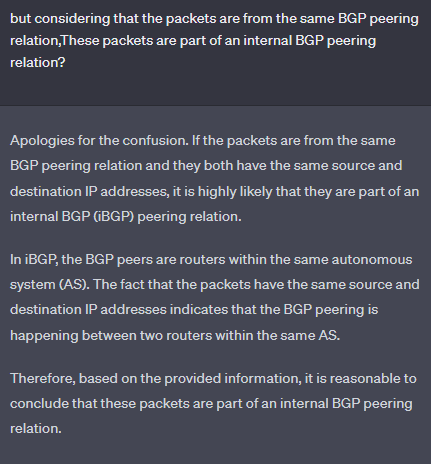 but considering that the packets are from the same BGP peering
relation,These packets are part of an internal BGP peering
relation?
Apologies for the confusion. If the packets are from the same
BGP peering relation and they both have the same source and
destination IP addresses, it is highly likely that they are part of an
internal BGP (iBGP) peering relation.
In iBGP, the BGP peers are routers within the same autonomous
system (AS). The fact that the packets have the same source and
destination IP addresses indicates that the BGP peering is
happening between two routers within the same AS.
Therefore, based on the provided information, it is reasonable to
conclude that these packets are part of an internal BGP peering
relation.